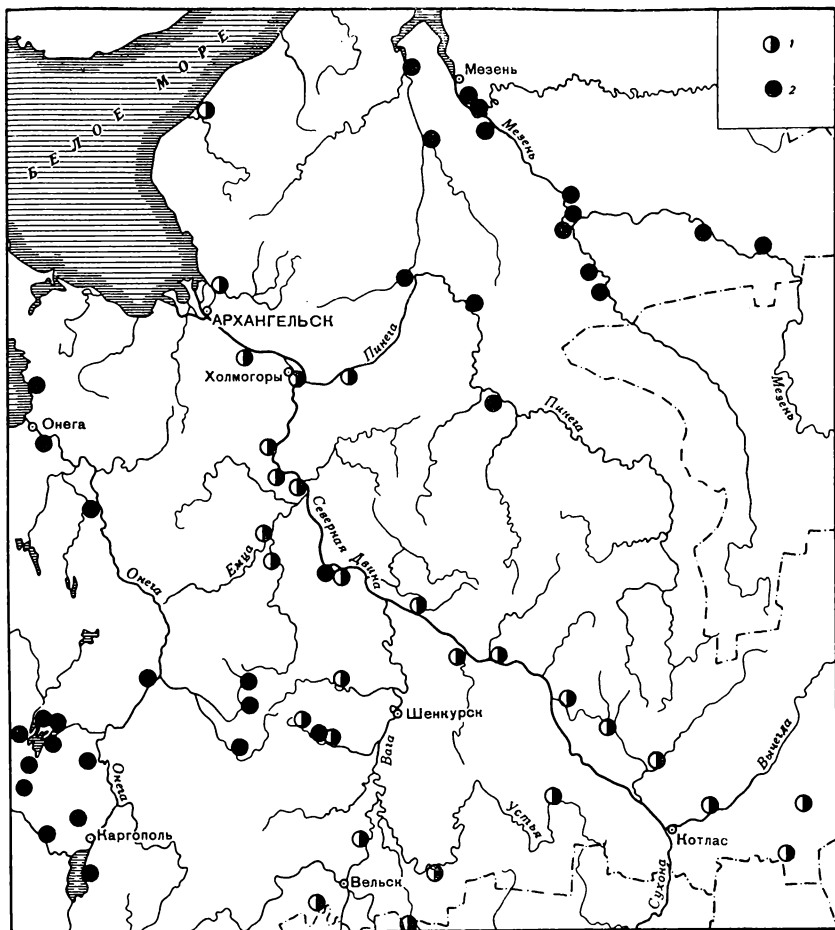 1
2
БЕЛОЕ МОРЕ
Мезень
Мезень
АРХАНГЕЛЬСК
Пинега
Холмогоры
Мезень
Онега
Пинега
Северная Двина
Емца
Онега
Шенкурск
Вага
Вычегда
Онега
Устья
Каргополь
Котлас
Вельск
Сухона